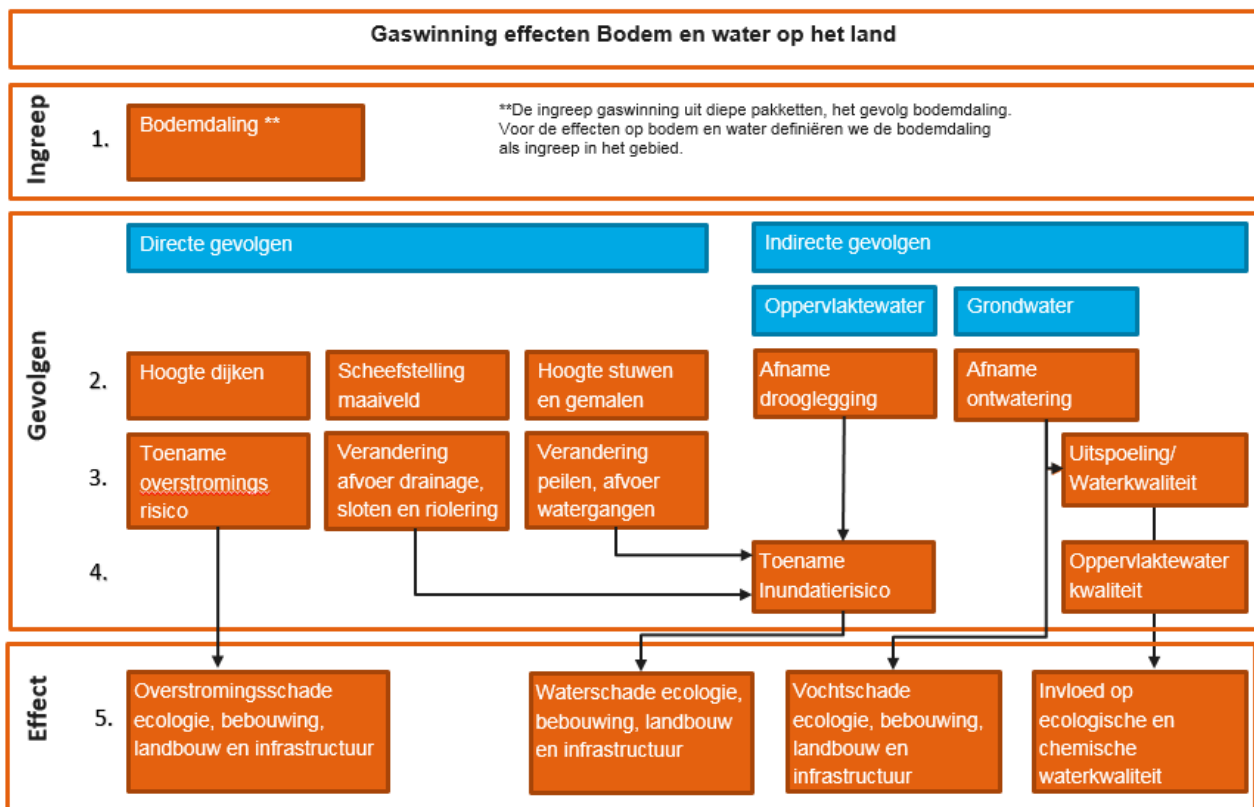 Gaswinning effecten Bodem en water op het land
Ingreep
1.
Bodemdaling **
**De ingreep gaswinning uit diepe pakketten, het gevolg bodemdaling.
Voor de effecten op bodem en water definiëren we de bodemdaling
als ingreep in het gebied.
Gevolgen
Directe gevolgen
Indirecte gevolgen
Oppervlaktewater
Grondwater
2.
Hoogte dijken
Scheefstelling
maaiveld
Hoogte stuwen
en gemalen
Afname
drooglegging
Afname
ontwatering
3.
Toename
overstromings
risico
Verandering
afvoer drainage,
sloten en riolering
Verandering
peilen, afvoer
watergangen
Uitspoeling/
Waterkwaliteit
4.
Toename
Inundatierisico
Oppervlaktewater
kwaliteit
Effect
5.
Overstromingsschade
ecologie, bebouwing,
landbouw en infrastructuur
Waterschade ecologie,
bebouwing, landbouw
en infrastructuur
Vochtschade
ecologie, bebouwing,
landbouw en
infrastructuur
Invloed op
ecologische en
chemische
waterkwaliteit